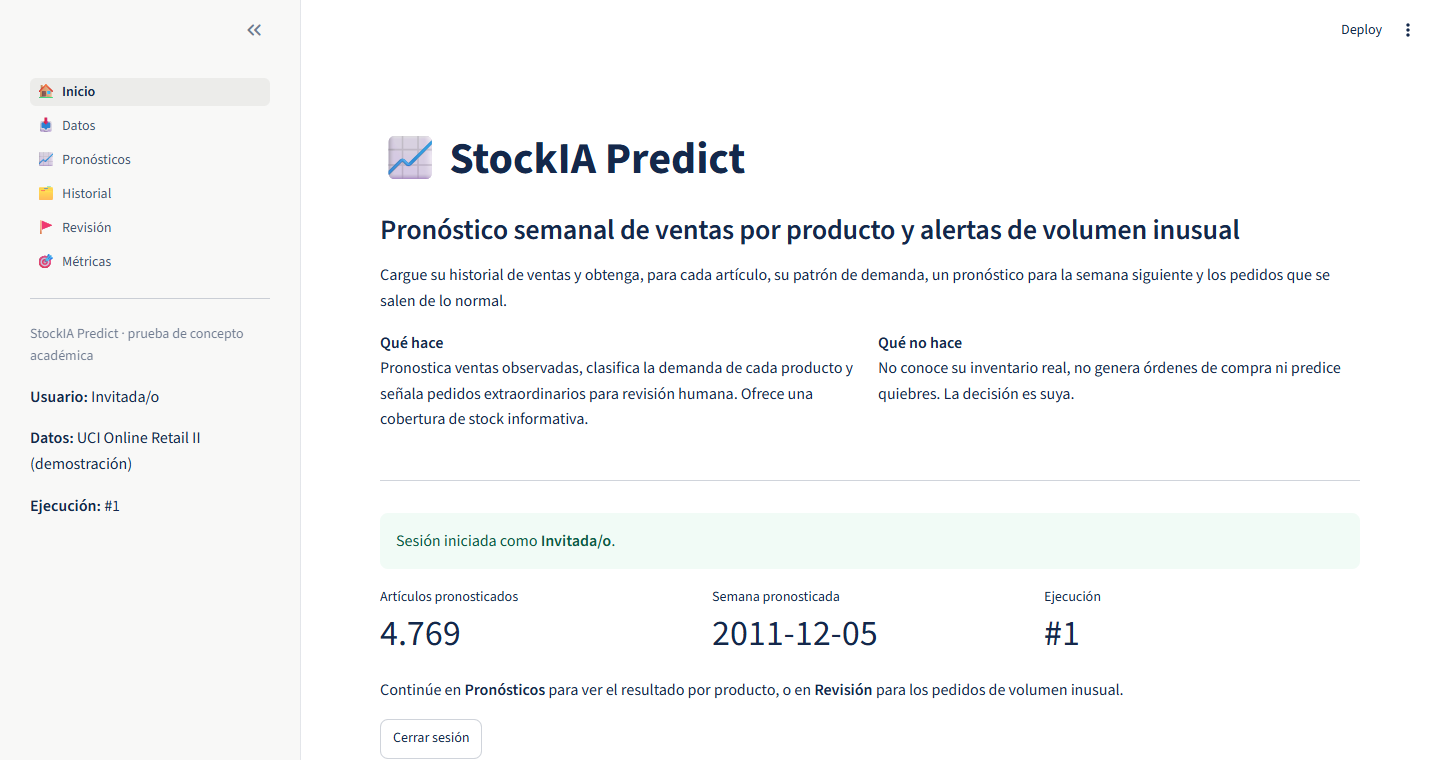 Deploy
Inicio
Datos
Pronósticos
Historial
Revisión
Métricas
StockIA Predict · prueba de concepto
académica
Usuario: Invitada/o
Datos: UCI Online Retail II
(demostración)
Ejecución: #1
StockIA Predict
Pronóstico semanal de ventas por producto y alertas de volumen inusual
Cargue su historial de ventas y obtenga, para cada artículo, su patrón de demanda, un pronóstico para la semana siguiente y los pedidos que se
salen de lo normal.
Qué hace
Pronostica ventas observadas, clasifica la demanda de cada producto y
señala pedidos extraordinarios para revisión humana. Ofrece una
cobertura de stock informativa.
Qué no hace
No conoce su inventario real, no genera órdenes de compra ni predice
quiebres. La decisión es suya.
Sesión iniciada como Invitada/o.
Artículos pronosticados
4.769
Semana pronosticada
2011-12-05
Ejecución
#1
Continúe en Pronósticos para ver el resultado por producto, o en Revisión para los pedidos de volumen inusual.
Cerrar sesión